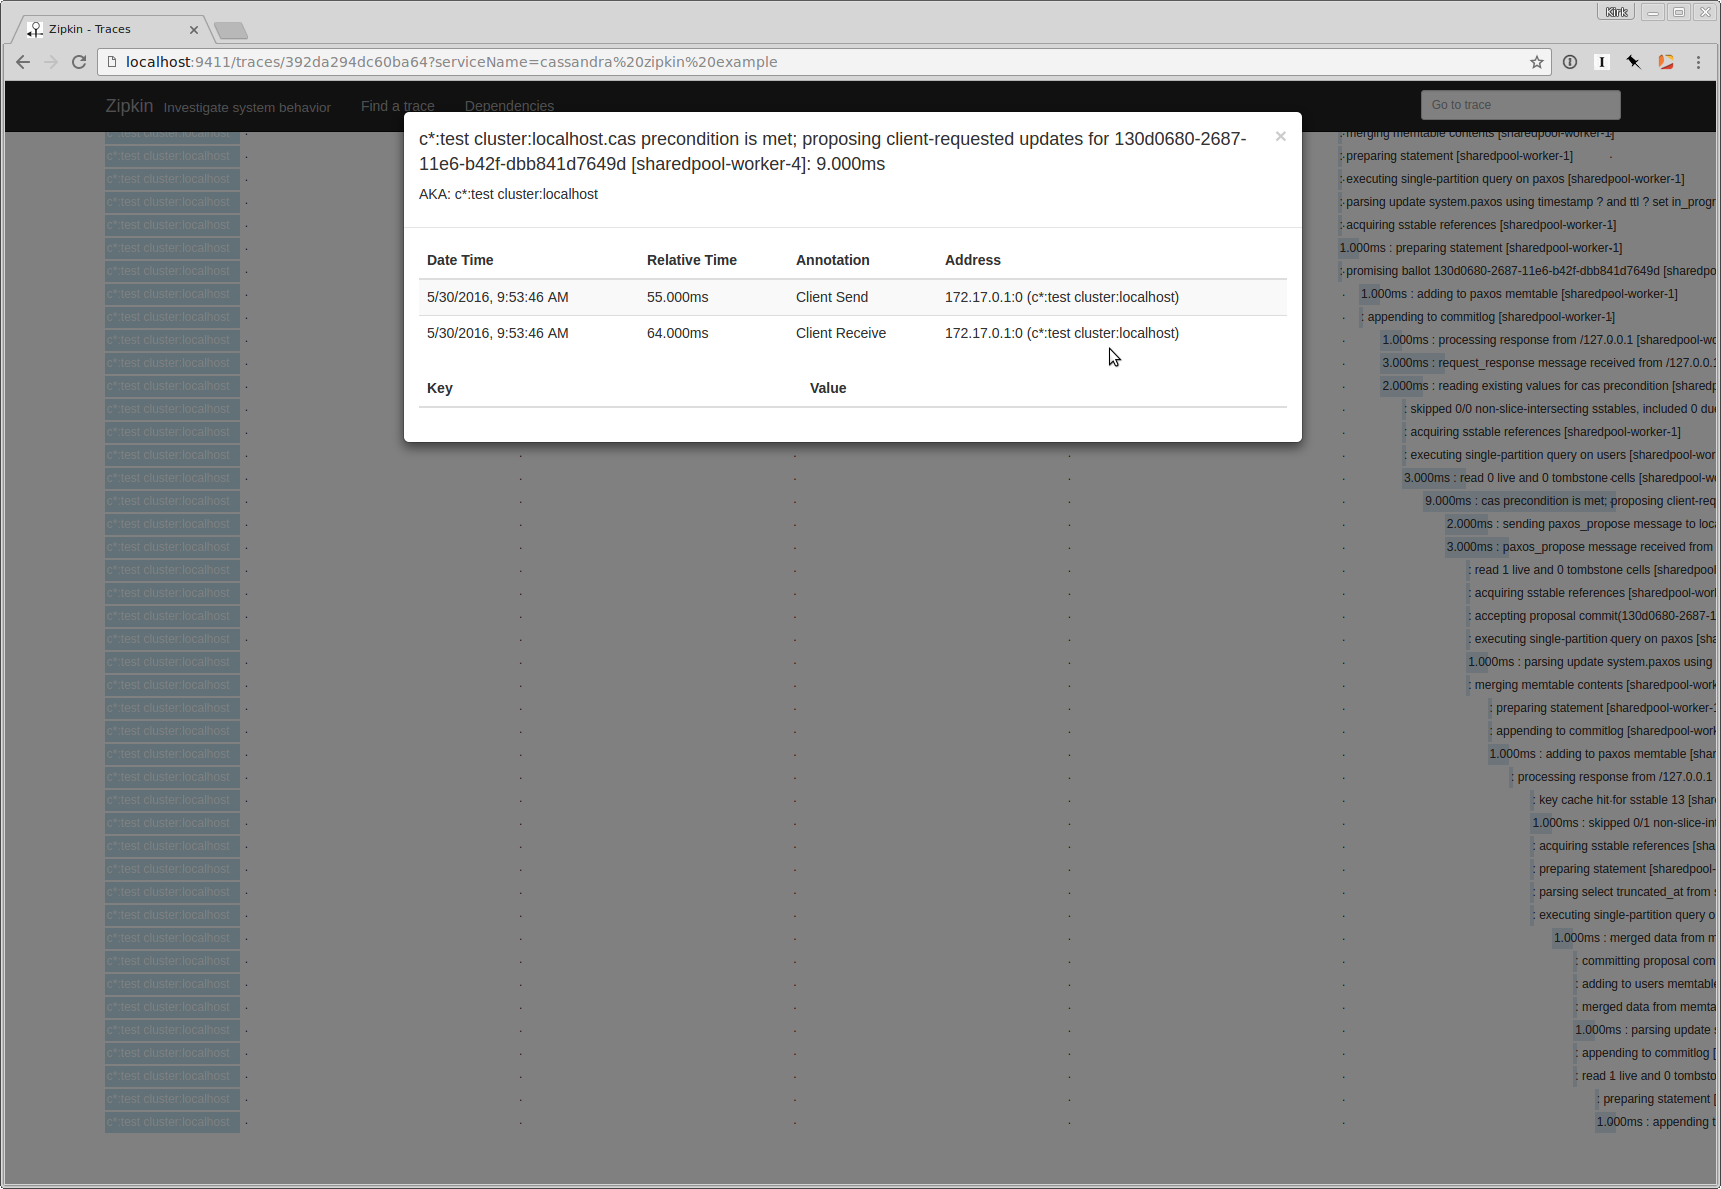 Kirk
Zipkin - Traces
localhost:9411/traces/392da294dc60ba64?serviceName=cassandra%20zipkin%20example
Zipkin Investigate system behavior Find a trace Dependencies Go to trace
c*:test cluster:localhost.cas precondition is met; proposing client-requested updates for 130d0680-2687-
11e6-b42f-dbb841d7649d [sharedpool-worker-4]: 9.000ms
×
AKA: c*:test cluster:localhost
Date Time Relative Time Annotation Address
5/30/2016, 9:53:46 AM 55.000ms Client Send 172.17.0.1:0 (c*:test cluster:localhost)
5/30/2016, 9:53:46 AM 64.000ms Client Receive 172.17.0.1:0 (c*:test cluster:localhost)
Key Value
c*:test cluster:localhost : merging memtable contents [sharedpool-worker-1]
c*:test cluster:localhost : preparing statement [sharedpool-worker-1]
c*:test cluster:localhost : executing single-partition query on paxos [sharedpool-worker-1]
c*:test cluster:localhost : parsing update system.paxos using timestamp ? and ttl ? set in_progr
c*:test cluster:localhost : acquiring sstable references [sharedpool-worker-1]
c*:test cluster:localhost 1.000ms : preparing statement [sharedpool-worker-1]
c*:test cluster:localhost : promising ballot 130d0680-2687-11e6-b42f-dbb841d7649d [sharedpo
c*:test cluster:localhost 1.000ms : adding to paxos memtable [sharedpool-worker-1]
c*:test cluster:localhost : appending to commitlog [sharedpool-worker-1]
c*:test cluster:localhost 1.000ms : processing response from /127.0.0.1 [sharedpool-wo
c*:test cluster:localhost 3.000ms : request_response message received from /127.0.0.1
c*:test cluster:localhost 2.000ms : reading existing values for cas precondition [sharedp
c*:test cluster:localhost : skipped 0/0 non-slice-intersecting sstables, included 0 du
c*:test cluster:localhost : acquiring sstable references [sharedpool-worker-1]
c*:test cluster:localhost : executing single-partition query on users [sharedpool-wor
c*:test cluster:localhost 3.000ms : read 0 live and 0 tombstone cells [sharedpool-w
c*:test cluster:localhost 9.000ms : cas precondition is met; proposing client-req
c*:test cluster:localhost 2.000ms : sending paxos_propose message to loc
c*:test cluster:localhost 3.000ms : paxos_propose message received from
c*:test cluster:localhost : read 1 live and 0 tombstone cells [sharedpool
c*:test cluster:localhost : acquiring sstable references [sharedpool-wor
c*:test cluster:localhost : accepting proposal commit(130d0680-2687-1
c*:test cluster:localhost : executing single-partition query on paxos [sha
c*:test cluster:localhost 1.000ms : parsing update system.paxos using
c*:test cluster:localhost : merging memtable contents [sharedpool-work
c*:test cluster:localhost : preparing statement [sharedpool-worker-1
c*:test cluster:localhost : appending to commitlog [sharedpool-work
c*:test cluster:localhost 1.000ms : adding to paxos memtable [shar
c*:test cluster:localhost : processing response from /127.0.0.1
c*:test cluster:localhost : key cache hit for sstable 13 [share
c*:test cluster:localhost 1.000ms : skipped 0/1 non-slice-int
c*:test cluster:localhost : acquiring sstable references [sha
c*:test cluster:localhost : preparing statement [sharedpool-
c*:test cluster:localhost : parsing select truncated_at from s
c*:test cluster:localhost : executing single-partition query o
c*:test cluster:localhost 1.000ms : merged data from m
c*:test cluster:localhost : committing proposal com
c*:test cluster:localhost : adding to users memtable
c*:test cluster:localhost : merged data from memta
c*:test cluster:localhost 1.000ms : parsing update s
c*:test cluster:localhost : appending to commitlog [
c*:test cluster:localhost : read 1 live and 0 tombsto
c*:test cluster:localhost : preparing statement [
c*:test cluster:localhost 1.000ms : appending t